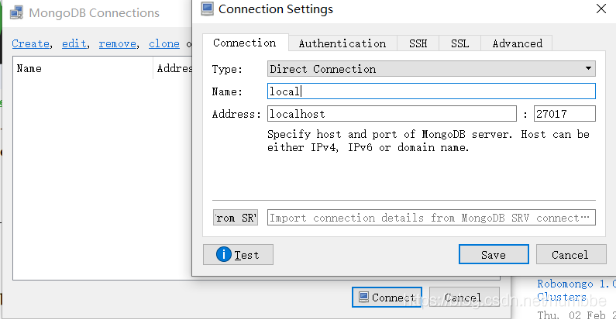 MongoDB Connections
Create, edit, remove, clone o
Name Addres
Connect Cancel
Connection Settings
Connection Authentication SSH SSL Advanced
Type: Direct Connection
Name: local
Address: localhost : 27017
Specify host and port of MongoDB server. Host can be
either IPv4, IPv6 or domain name.
rom SR Import connection details from MongoDB SRV connect…
Test Save Cancel
Robomongo 1.0
Clusters
Thu, 02 Feb 2